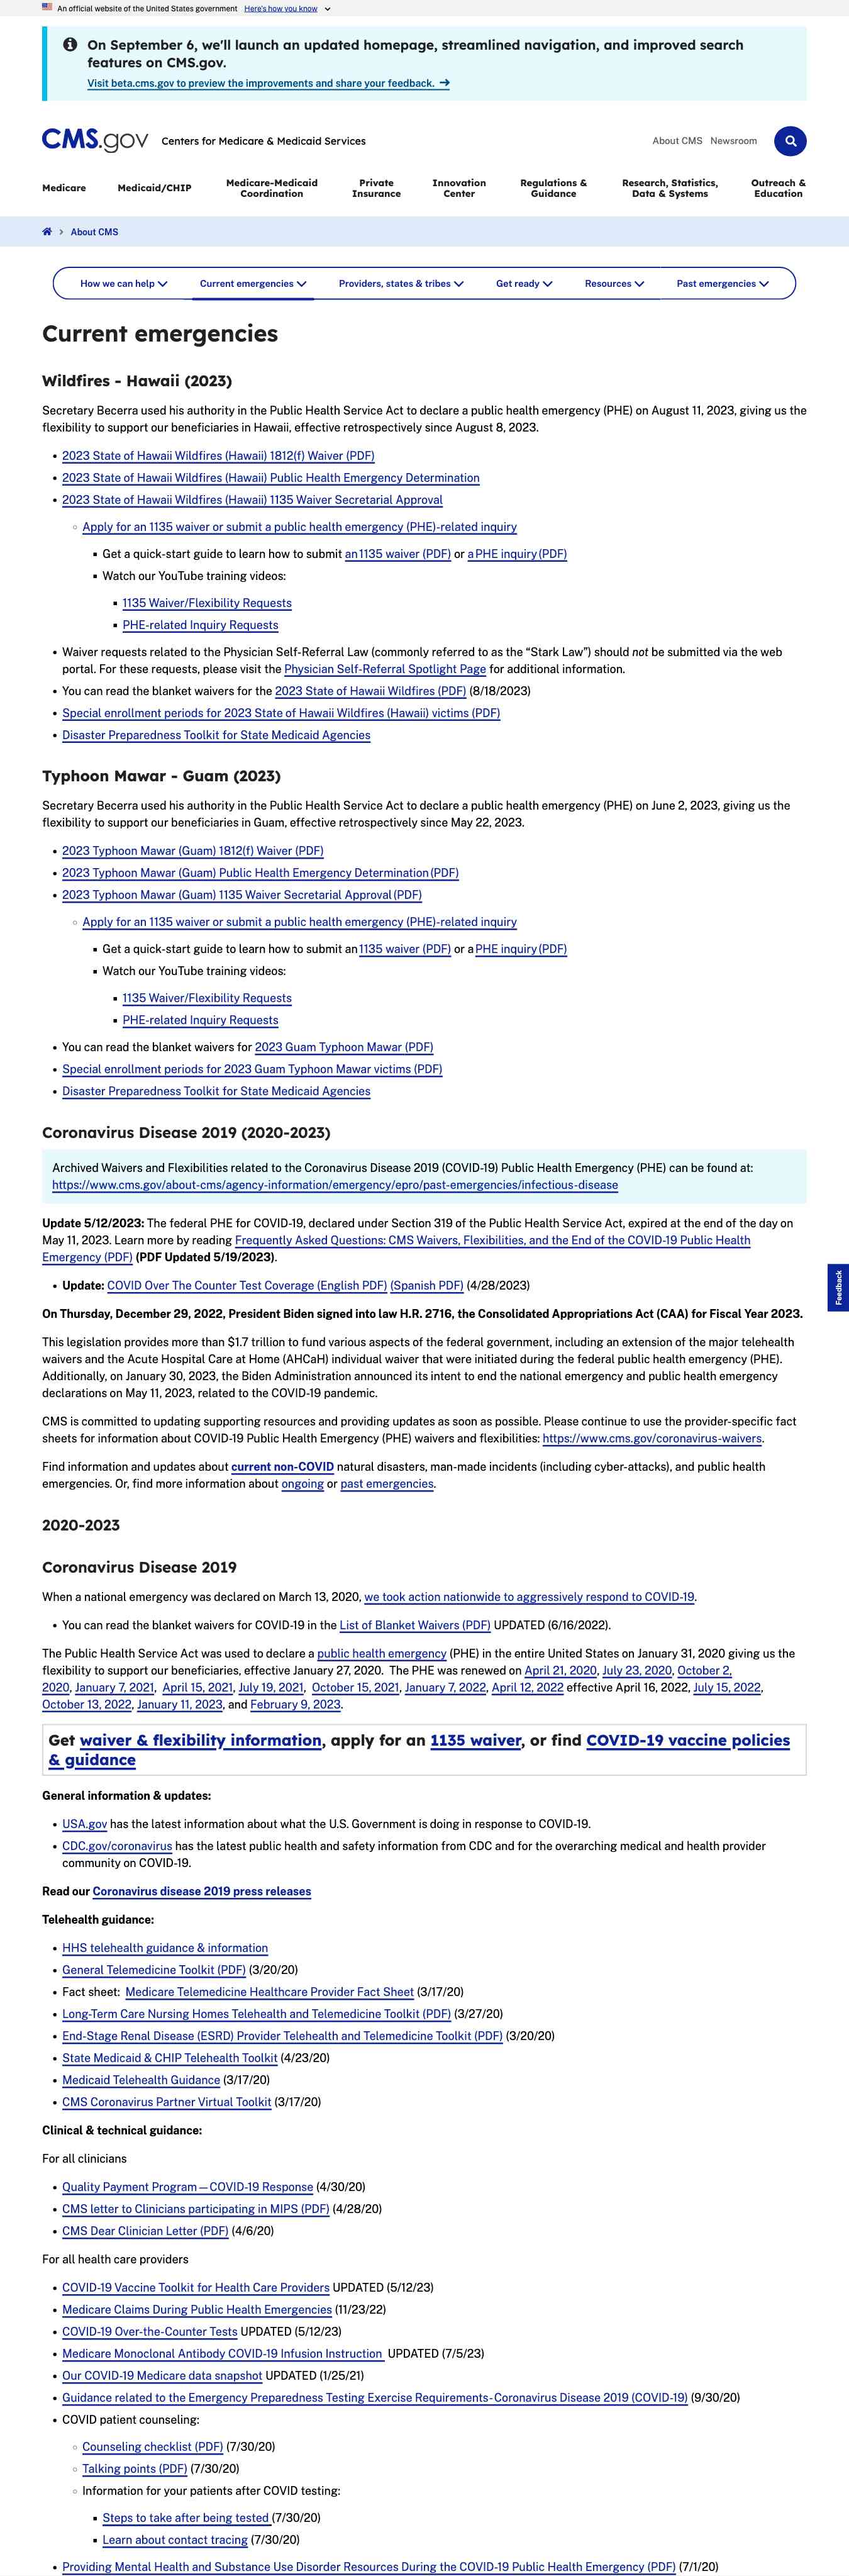 An official website of the United States government Here's how you know
On September 6, we'll launch an updated homepage, streamlined navigation, and improved search
features on CMS.gov.
Visit beta.cms.gov to preview the improvements and share your feedback. →
CMS.gov Centers for Medicare & Medicaid Services
About CMS Newsroom
Medicare
Medicaid/CHIP
Medicare-Medicaid
Coordination
Private
Insurance
Innovation
Center
Regulations &
Guidance
Research, Statistics,
Data & Systems
Outreach &
Education
About CMS
How we can help Current emergencies Providers, states & tribes Get ready Resources Past emergencies
Current emergencies
Wildfires - Hawaii (2023)
Secretary Becerra used his authority in the Public Health Service Act to declare a public health emergency (PHE) on August 11, 2023, giving us the
flexibility to support our beneficiaries in Hawaii, effective retrospectively since August 8, 2023.
• 2023 State of Hawaii Wildfires (Hawaii) 1812(f) Waiver (PDF)
• 2023 State of Hawaii Wildfires (Hawaii) Public Health Emergency Determination
• 2023 State of Hawaii Wildfires (Hawaii) 1135 Waiver Secretarial Approval
◦ Apply for an 1135 waiver or submit a public health emergency (PHE)-related inquiry
▪ Get a quick-start guide to learn how to submit an 1135 waiver (PDF) or a PHE inquiry (PDF)
▪ Watch our YouTube training videos:
▪ 1135 Waiver/Flexibility Requests
▪ PHE-related Inquiry Requests
• Waiver requests related to the Physician Self-Referral Law (commonly referred to as the “Stark Law”) should not be submitted via the web
portal. For these requests, please visit the Physician Self-Referral Spotlight Page for additional information.
• You can read the blanket waivers for the 2023 State of Hawaii Wildfires (PDF) (8/18/2023)
• Special enrollment periods for 2023 State of Hawaii Wildfires (Hawaii) victims (PDF)
• Disaster Preparedness Toolkit for State Medicaid Agencies
Typhoon Mawar - Guam (2023)
Secretary Becerra used his authority in the Public Health Service Act to declare a public health emergency (PHE) on June 2, 2023, giving us the
flexibility to support our beneficiaries in Guam, effective retrospectively since May 22, 2023.
• 2023 Typhoon Mawar (Guam) 1812(f) Waiver (PDF)
• 2023 Typhoon Mawar (Guam) Public Health Emergency Determination (PDF)
• 2023 Typhoon Mawar (Guam) 1135 Waiver Secretarial Approval (PDF)
◦ Apply for an 1135 waiver or submit a public health emergency (PHE)-related inquiry
▪ Get a quick-start guide to learn how to submit an 1135 waiver (PDF) or a PHE inquiry (PDF)
▪ Watch our YouTube training videos:
▪ 1135 Waiver/Flexibility Requests
▪ PHE-related Inquiry Requests
• You can read the blanket waivers for 2023 Guam Typhoon Mawar (PDF)
• Special enrollment periods for 2023 Guam Typhoon Mawar victims (PDF)
• Disaster Preparedness Toolkit for State Medicaid Agencies
Coronavirus Disease 2019 (2020-2023)
Archived Waivers and Flexibilities related to the Coronavirus Disease 2019 (COVID-19) Public Health Emergency (PHE) can be found at:
https://www.cms.gov/about-cms/agency-information/emergency/epro/past-emergencies/infectious-disease
Update 5/12/2023: The federal PHE for COVID-19, declared under Section 319 of the Public Health Service Act, expired at the end of the day on
May 11, 2023. Learn more by reading Frequently Asked Questions: CMS Waivers, Flexibilities, and the End of the COVID-19 Public Health
Emergency (PDF) (PDF Updated 5/19/2023).
Feedback
• Update: COVID Over The Counter Test Coverage (English PDF) (Spanish PDF) (4/28/2023)
On Thursday, December 29, 2022, President Biden signed into law H.R. 2716, the Consolidated Appropriations Act (CAA) for Fiscal Year 2023.
This legislation provides more than $1.7 trillion to fund various aspects of the federal government, including an extension of the major telehealth
waivers and the Acute Hospital Care at Home (AHCaH) individual waiver that were initiated during the federal public health emergency (PHE).
Additionally, on January 30, 2023, the Biden Administration announced its intent to end the national emergency and public health emergency
declarations on May 11, 2023, related to the COVID-19 pandemic.
CMS is committed to updating supporting resources and providing updates as soon as possible. Please continue to use the provider-specific fact
sheets for information about COVID-19 Public Health Emergency (PHE) waivers and flexibilities: https://www.cms.gov/coronavirus-waivers.
Find information and updates about current non-COVID natural disasters, man-made incidents (including cyber-attacks), and public health
emergencies. Or, find more information about ongoing or past emergencies.
2020-2023
Coronavirus Disease 2019
When a national emergency was declared on March 13, 2020, we took action nationwide to aggressively respond to COVID-19.
• You can read the blanket waivers for COVID-19 in the List of Blanket Waivers (PDF) UPDATED (6/16/2022).
The Public Health Service Act was used to declare a public health emergency (PHE) in the entire United States on January 31, 2020 giving us the
flexibility to support our beneficiaries, effective January 27, 2020. The PHE was renewed on April 21, 2020, July 23, 2020, October 2,
2020, January 7, 2021, April 15, 2021, July 19, 2021, October 15, 2021, January 7, 2022, April 12, 2022 effective April 16, 2022, July 15, 2022,
October 13, 2022, January 11, 2023, and February 9, 2023.
Get waiver & flexibility information, apply for an 1135 waiver, or find COVID-19 vaccine policies
& guidance
General information & updates:
• USA.gov has the latest information about what the U.S. Government is doing in response to COVID-19.
• CDC.gov/coronavirus has the latest public health and safety information from CDC and for the overarching medical and health provider
community on COVID-19.
Read our Coronavirus disease 2019 press releases
Telehealth guidance:
• HHS telehealth guidance & information
• General Telemedicine Toolkit (PDF) (3/20/20)
• Fact sheet: Medicare Telemedicine Healthcare Provider Fact Sheet (3/17/20)
• Long-Term Care Nursing Homes Telehealth and Telemedicine Toolkit (PDF) (3/27/20)
• End-Stage Renal Disease (ESRD) Provider Telehealth and Telemedicine Toolkit (PDF) (3/20/20)
• State Medicaid & CHIP Telehealth Toolkit (4/23/20)
• Medicaid Telehealth Guidance (3/17/20)
• CMS Coronavirus Partner Virtual Toolkit (3/17/20)
Clinical & technical guidance:
For all clinicians
• Quality Payment Program—COVID-19 Response (4/30/20)
• CMS letter to Clinicians participating in MIPS (PDF) (4/28/20)
• CMS Dear Clinician Letter (PDF) (4/6/20)
For all health care providers
• COVID-19 Vaccine Toolkit for Health Care Providers UPDATED (5/12/23)
• Medicare Claims During Public Health Emergencies (11/23/22)
• COVID-19 Over-the-Counter Tests UPDATED (5/12/23)
• Medicare Monoclonal Antibody COVID-19 Infusion Instruction UPDATED (7/5/23)
• Our COVID-19 Medicare data snapshot UPDATED (1/25/21)
• Guidance related to the Emergency Preparedness Testing Exercise Requirements-Coronavirus Disease 2019 (COVID-19) (9/30/20)
• COVID patient counseling:
◦ Counseling checklist (PDF) (7/30/20)
◦ Talking points (PDF) (7/30/20)
◦ Information for your patients after COVID testing:
▪ Steps to take after being tested (7/30/20)
▪ Learn about contact tracing (7/30/20)
• Providing Mental Health and Substance Use Disorder Resources During the COVID-19 Public Health Emergency (PDF) (7/1/20)